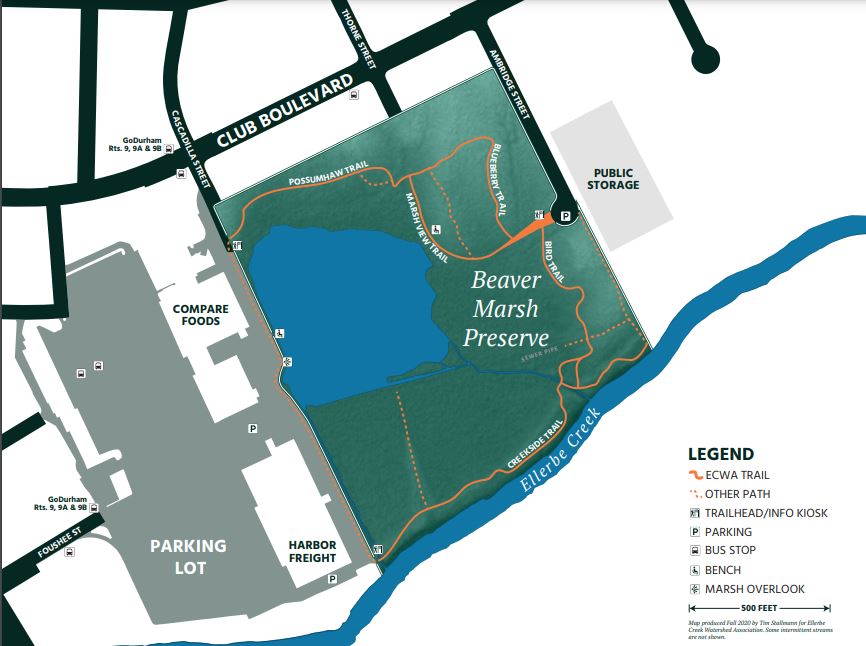 THORNE STREET
AMBRIDGE STREET
CLUB BOULEVARD
CASCADILLA STREET
GoDurham
Rts. 9, 9A & 9B
POSSUMHAW TRAIL
BLUEBERRY TRAIL
MARSH VIEW TRAIL
PUBLIC
STORAGE
P
BIRD TRAIL
Beaver
Marsh
Preserve
SEWER PIPE
COMPARE
FOODS
P
CREEKSIDE TRAIL
Ellerbe Creek
GoDurham
Rts. 9, 9A & 9B
FOUSHEE ST
PARKING
LOT
HARBOR
FREIGHT
P
LEGEND
ECWA TRAIL
OTHER PATH
TRAILHEAD/INFO KIOSK
P PARKING
BUS STOP
BENCH
MARSH OVERLOOK
500 FEET
Map produced Fall 2020 by Tim Stallmann for Ellerbe
Creek Watershed Association. Some intermittent streams
are not shown.